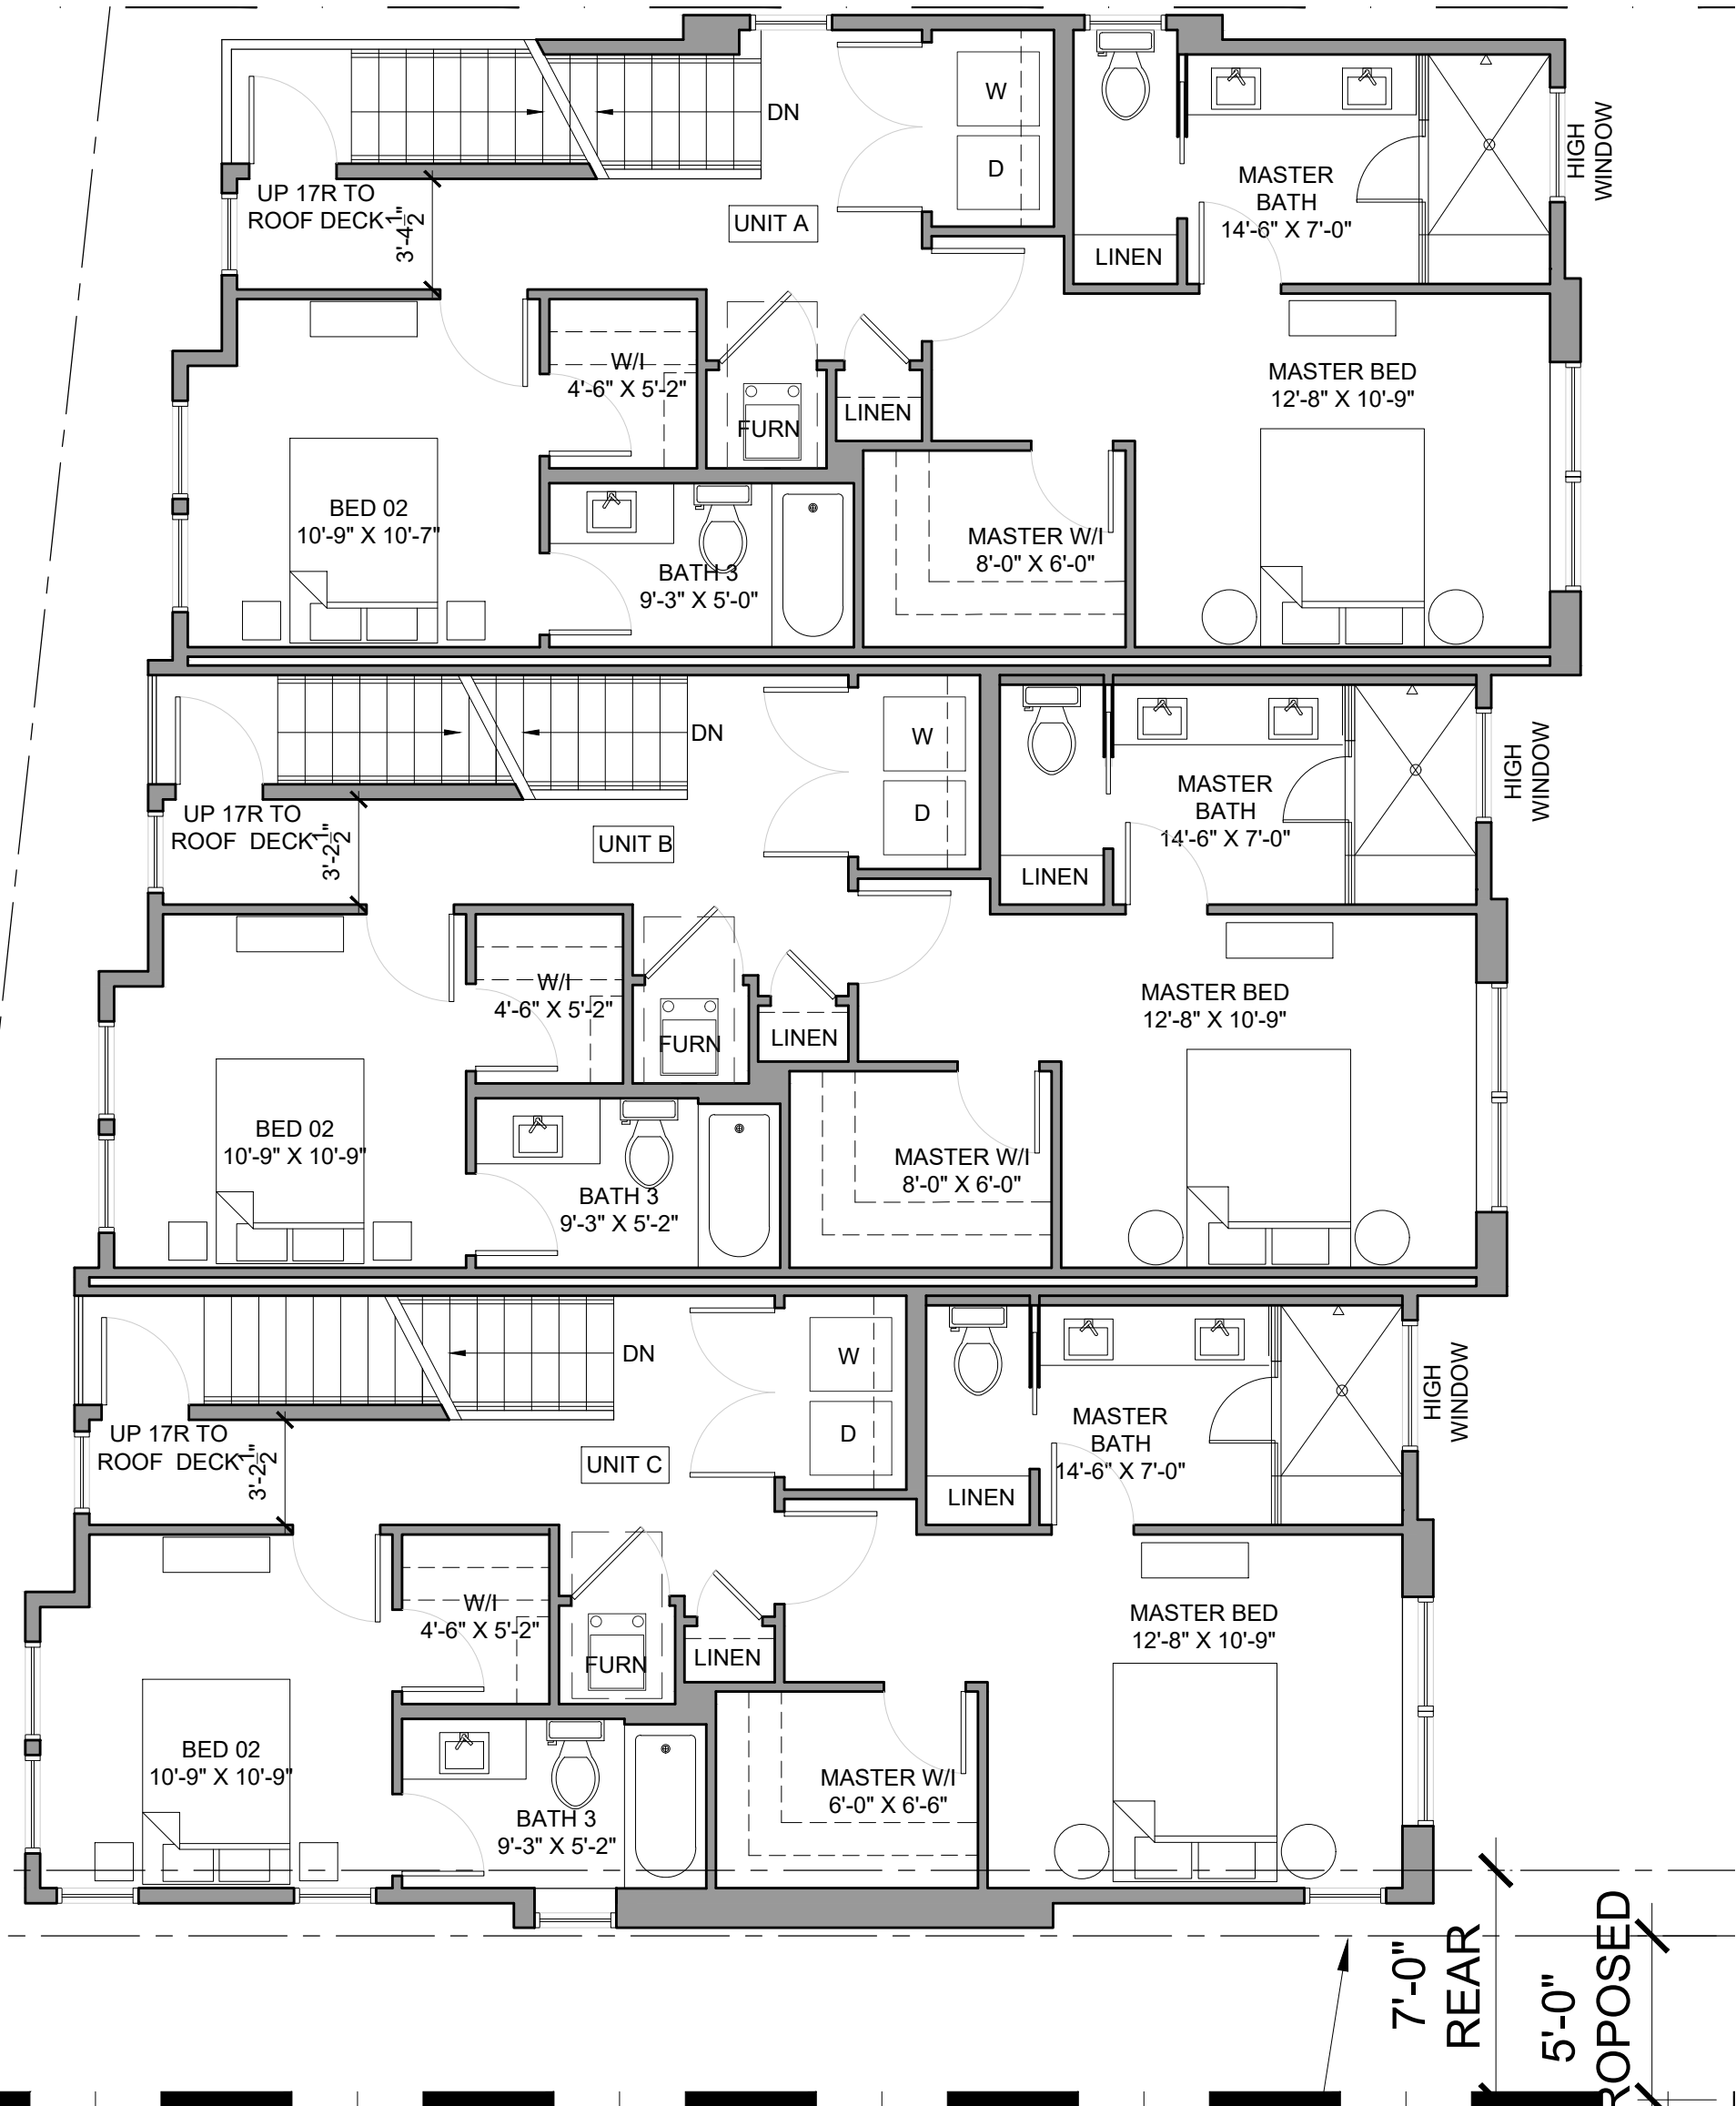 W
DN
D
HIGH
WINDOW
MASTER
BATH
14'-6" X 7'-0"
UP 17R TO
ROOF DECK
3'-4 1/2"
UNIT A
LINEN
W/I
4'-6" X 5'-2"
MASTER BED
12'-8" X 10'-9"
FURN
LINEN
BED 02
10'-9" X 10'-7"
MASTER W/I
8'-0" X 6'-0"
BATH 3
9'-3" X 5'-0"
DN
W
D
HIGH
WINDOW
MASTER
BATH
14'-6" X 7'-0"
UP 17R TO
ROOF DECK
3'-2 1/2"
UNIT B
LINEN
W/I
4'-6" X 5'-2"
MASTER BED
12'-8" X 10'-9"
FURN
LINEN
BED 02
10'-9" X 10'-9"
MASTER W/I
8'-0" X 6'-0"
BATH 3
9'-3" X 5'-2"
DN
W
D
HIGH
WINDOW
MASTER
BATH
14'-6" X 7'-0"
UP 17R TO
ROOF DECK
3'-2 1/2"
UNIT C
LINEN
W/I
4'-6" X 5'-2"
MASTER BED
12'-8" X 10'-9"
FURN
LINEN
BED 02
10'-9" X 10'-9"
MASTER W/I
6'-0" X 6'-6"
BATH 3
9'-3" X 5'-2"
7'-0"
REAR
5'-0"
ROPOSED